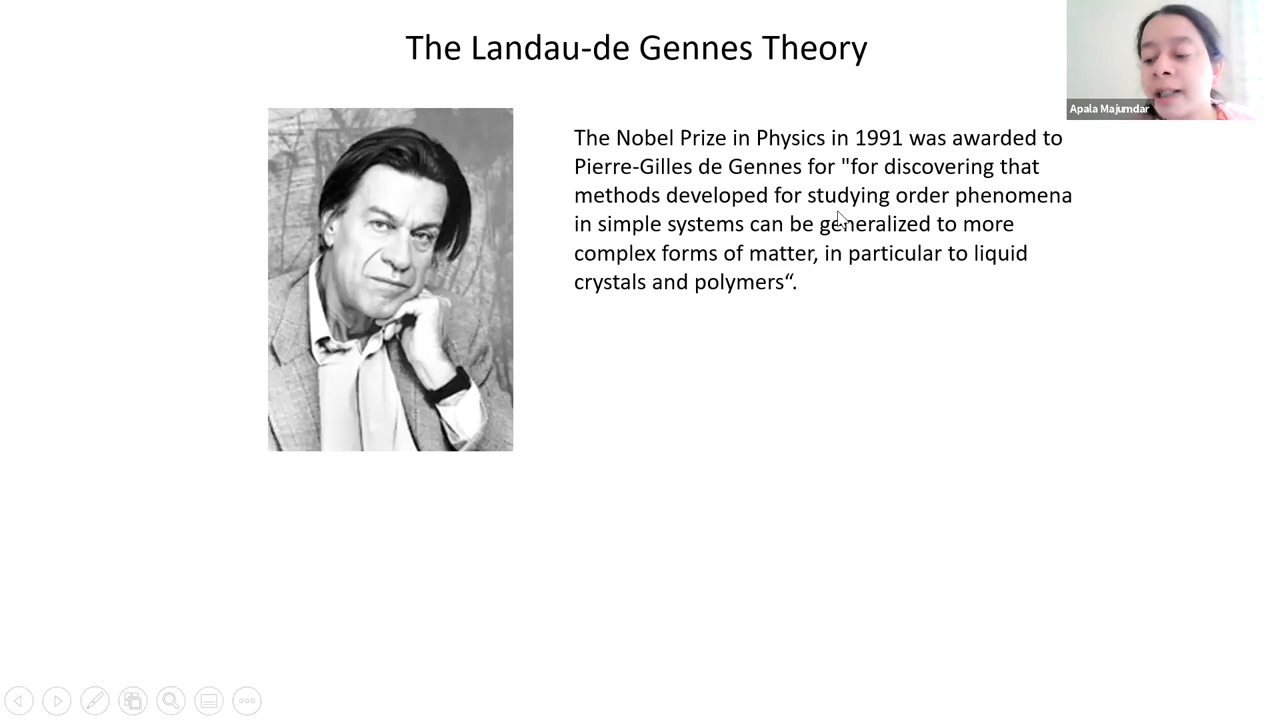 The Landau-de Gennes Theory
Apala Majumdar
The Nobel Prize in Physics in 1991 was awarded to
Pierre-Gilles de Gennes for "for discovering that
methods developed for studying order phenomena
in simple systems can be generalized to more
complex forms of matter, in particular to liquid
crystals and polymers“.